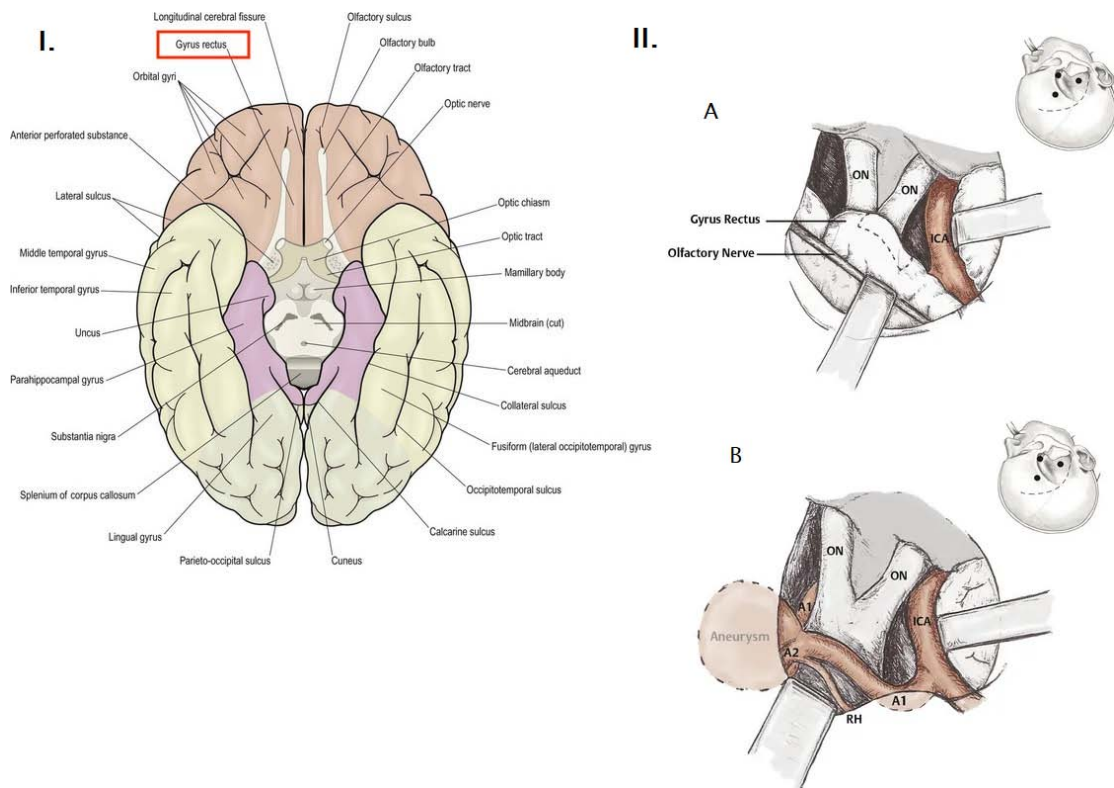 I.
Longitudinal cerebral fissure
Gyrus rectus
Orbital gyri
Anterior perforated substance
Lateral sulcus
Middle temporal gyrus
Inferior temporal gyrus
Uncus
Parahippocampal gyrus
Substantia nigra
Splenium of corpus callosum
Lingual gyrus
Parieto-occipital sulcus
Olfactory sulcus
Olfactory bulb
Olfactory tract
Optic nerve
Optic chiasm
Optic tract
Mamillary body
Midbrain (cut)
Cerebral aqueduct
Collateral sulcus
Fusiform (lateral occipitotemporal) gyrus
Occipitotemporal sulcus
Calcarine sulcus
Cuneus
II.
A
ON
ON
Gyrus Rectus
ICA
Olfactory Nerve
B
ON
ON
A1
ICA
Aneurysm
A2
A1
RH